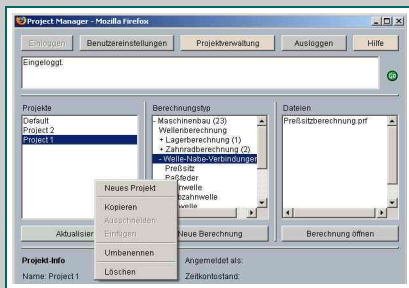 Project Manager - Mozilla Firefox
Einloggen Benutzereinstellungen Projektverwaltung Ausloggen Hilfe
Eingeloggt.
GO
Projekte Berechnungstyp Dateien
Default
Project 2
Project 1
- Maschinenbau (23)
Wellenberechnung
+ Lagerberechnung (1)
+ Zahnradberechnung (2)
- Welle-Nabe-Verbindungen
Preßsitz
Paßfeder
Preßsitzberechnung.prf
Neues Projekt
Kopieren
Ausschneiden
Einfügen
Umbenennen
Löschen
Neue Berechnung
Berechnung öffnen
Projekt-Info
Name: Project 1
Angemeldet als:
Zeitkontostand: